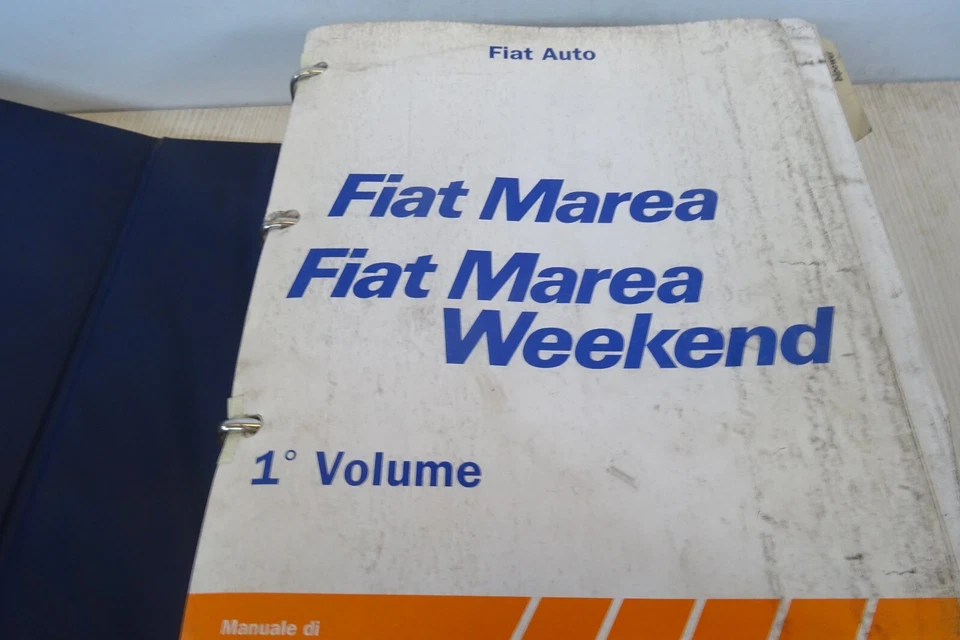 Fiat Auto
Fiat Marea
Fiat Marea
Weekend
1° Volume
Manuale di